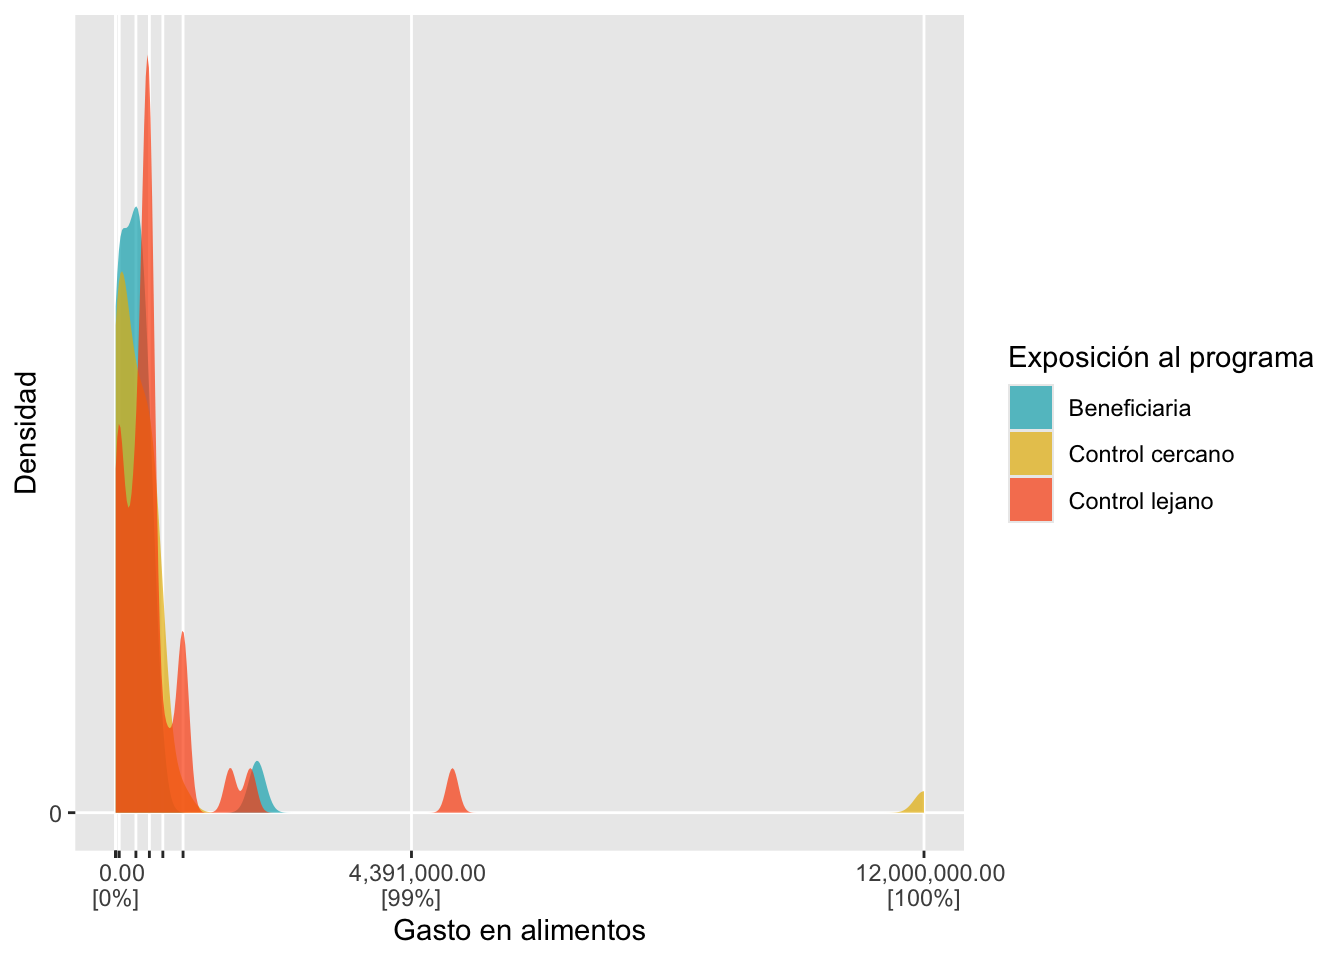 Densidad
0
0.00
[0%]
4,391,000.00
[99%]
12,000,000.00
[100%]
Gasto en alimentos
Exposición al programa
Beneficiaria
Control cercano
Control lejano